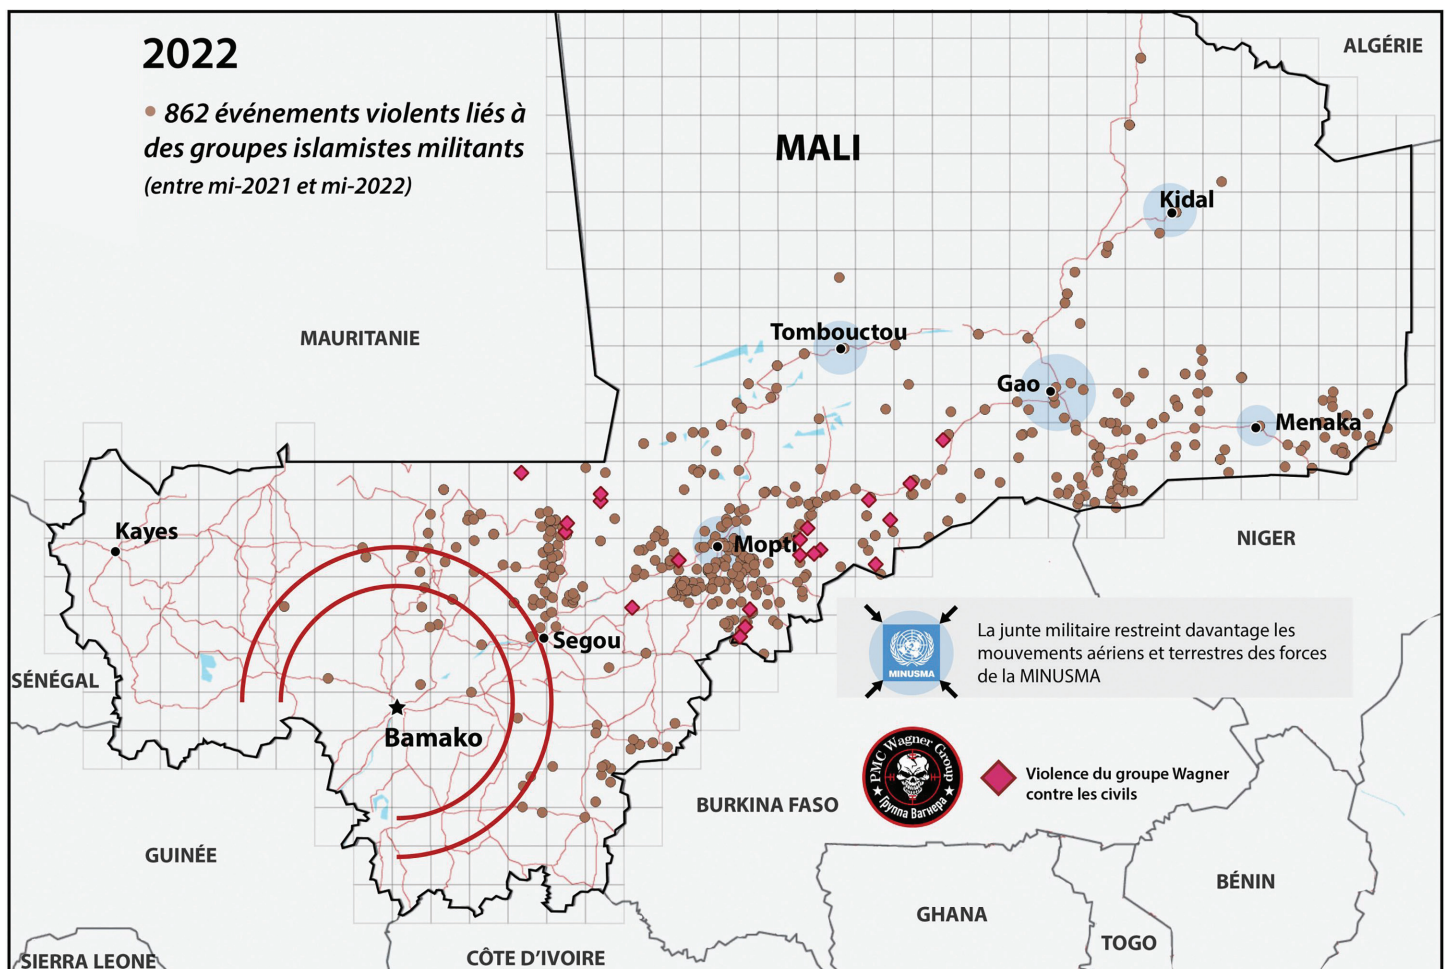 2022
862 événements violents liés à
des groupes islamistes militants
(entre mi-2021 et mi-2022)
ALGÉRIE
MALI
Kidal
MAURITANIE
Tombouctou
Gao
Menaka
Kayes
Mopti
NIGER
Segou
SÉNÉGAL
Bamako
La junte militaire restreint davantage les
mouvements aériens et terrestres des forces
de la MINUSMA
MINUSMA
PMC Wagner Group
Группа Вагнера
Violence du groupe Wagner
contre les civils
BURKINA FASO
GUINÉE
BÉNIN
GHANA
TOGO
CÔTE D’IVOIRE
SIERRA LEONE